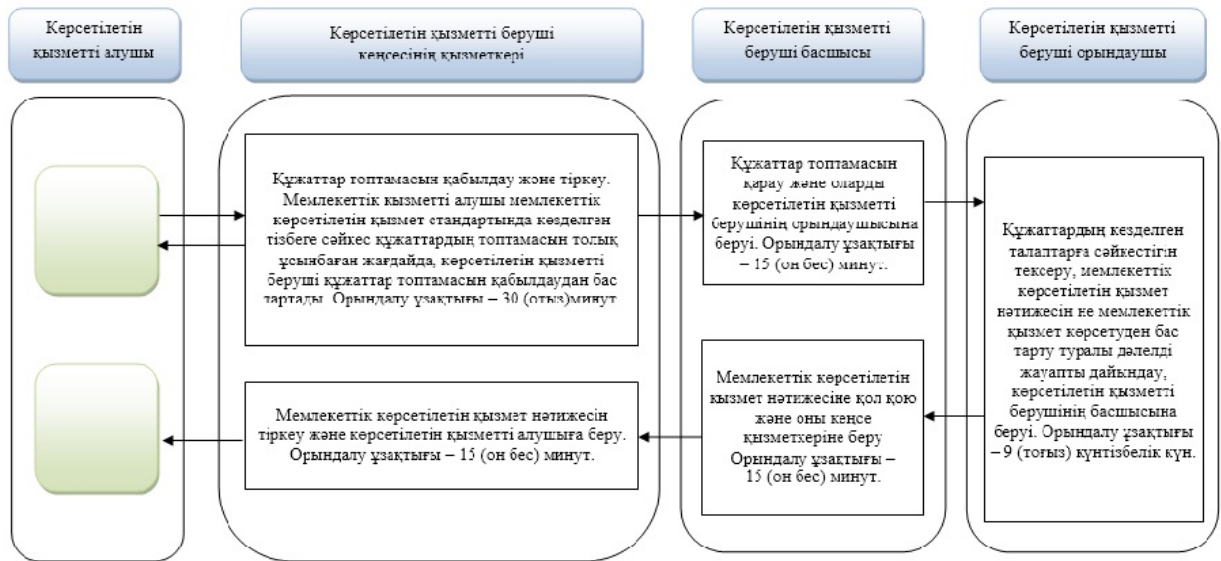 Көрсетілетін
қызметті алушы
Көрсетілетін қызметті беруші
кеңсесінің қызметкері
Көрсетілетін қызметті
беруші басшысы
Көрсетілетін қызметті
беруші орындаушы
Құжаттар топтамасын қабылдау және тіркеу.
Мемлекеттік қызметті алушы мемлекеттік
көрсетілетін қызмет стандартында көзделген
тізбеге сәйкес құжаттардың топтамасын толық
ұсынбаған жағдайда, көрсетілетін қызметті
беруші құжаттар топтамасын қабылдаудан бас
тартады. Орындалу ұзақтығы – 30 (отыз)минут
Құжаттар топтамасын
қарау және оларды
көрсетілетін қызметті
берушінің орындаушысына
беруі. Орындалу ұзақтығы
– 15 (он бес) минут.
Құжаттардың көзделген
талаптарға сәйкестігін
тексеру, мемлекеттік
көрсетілетін қызмет
нәтижесін не мемлекеттік
қызмет көрсетуден бас
тарту туралы дәлелді
жауапты дайындау,
көрсетілетін қызметті
берушінің басшысына
беруі. Орындалу ұзақтығы
– 9 (тоғыз) күнтізбелік күн.
Мемлекеттік көрсетілетін
қызмет нәтижесіне қол қою
және оны кеңсе
қызметкеріне беру
Орындалу ұзақтығы –
15 (он бес) минут.
Мемлекеттік көрсетілетін қызмет нәтижесін
тіркеу және көрсетілетін қызметті алушыға беру.
Орындалу ұзақтығы – 15 (он бес) минут.